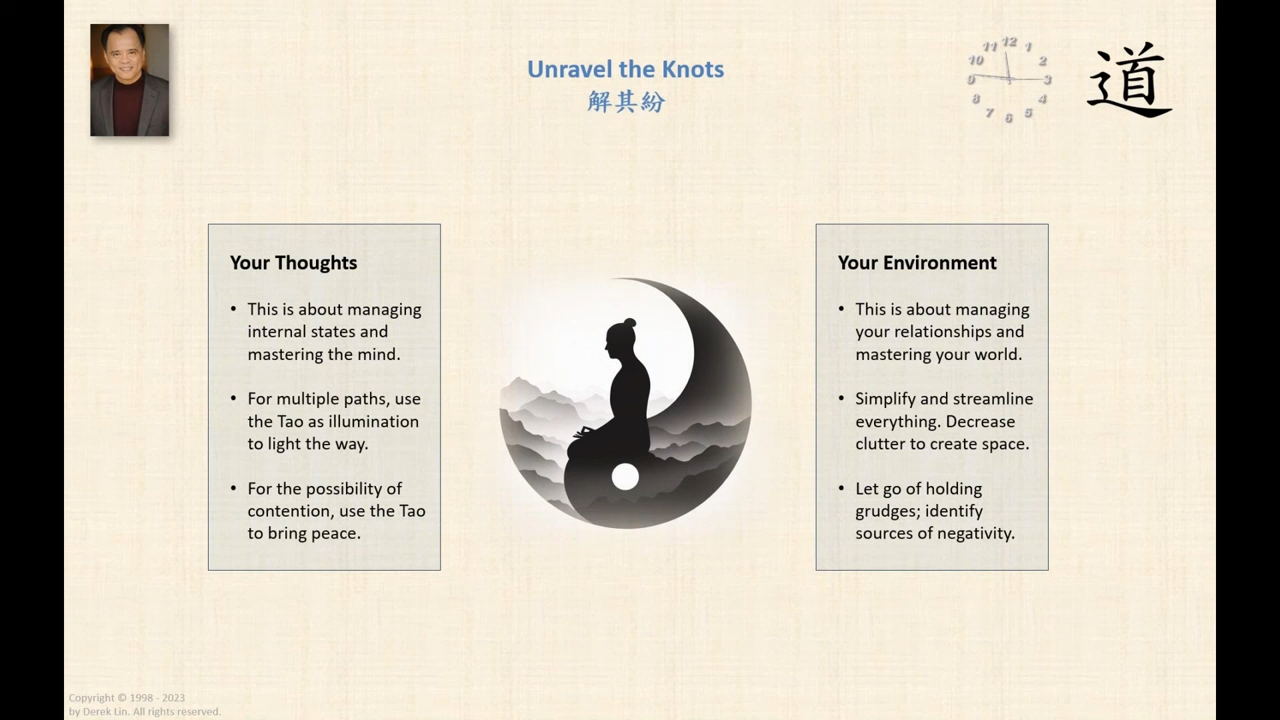 Unravel the Knots
解其紛
11 12 1
10 2
9 3
8 4
7 6 5
道
Your Thoughts
• This is about managing
internal states and
mastering the mind.
• For multiple paths, use
the Tao as illumination
to light the way.
• For the possibility of
contention, use the Tao
to bring peace.
Your Environment
• This is about managing
your relationships and
mastering your world.
• Simplify and streamline
everything. Decrease
clutter to create space.
• Let go of holding
grudges; identify
sources of negativity.
Copyright © 1998 - 2023
by Derek Lin. All rights reserved.